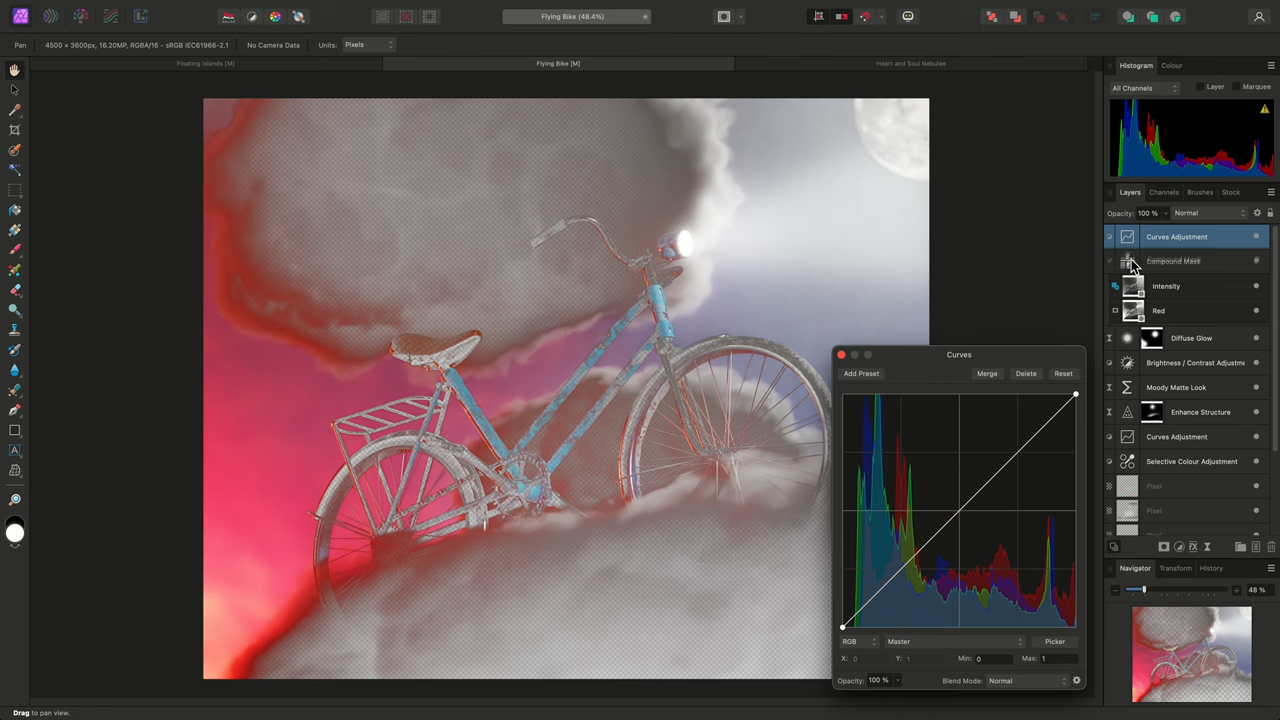 Flying Bike (48.4%)
Pan
4500 × 3600px, 16.20MP, RGBA/16 - sRGB IEC61966-2.1
No Camera Data
Units:
Pixels
Floating Islands [M]
Flying Bike [M]
Heart and Soul Nebulae
Histogram
Colour
All Channels
Layer
Marquee
Layers
Channels
Brushes
Stock
Opacity:
100 %
Normal
Curves Adjustment
Compound Mask
Intensity
Red
Diffuse Glow
Brightness / Contrast Adjustm
Moody Matte Look
Enhance Structure
Curves Adjustment
Selective Colour Adjustment
Pixel
Pixel
Curves
Add Preset
Merge
Delete
Reset
RGB
Master
Picker
X: 0
Y: 1
Min: 0
Max: 1
Opacity: 100 %
Blend Mode: Normal
Navigator
Transform
History
48 %
Drag to pan view.